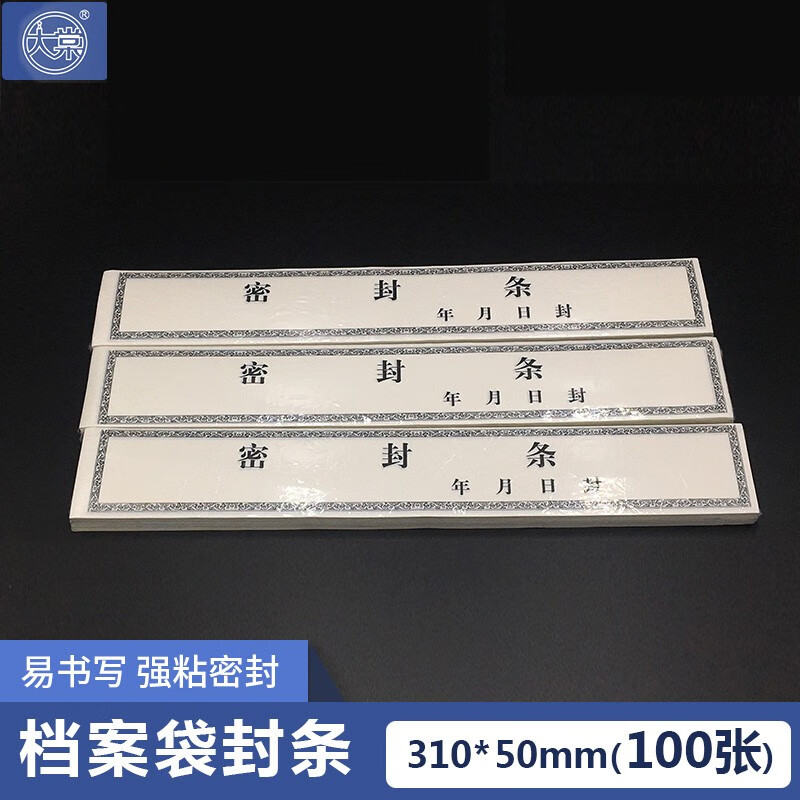 大棠®
密 封 条
年 月 日 封
密 封 条
年 月 日 封
密 封 条
年 月 日 封
易书写 强粘密封
档案袋封条 310*50mm(100张)